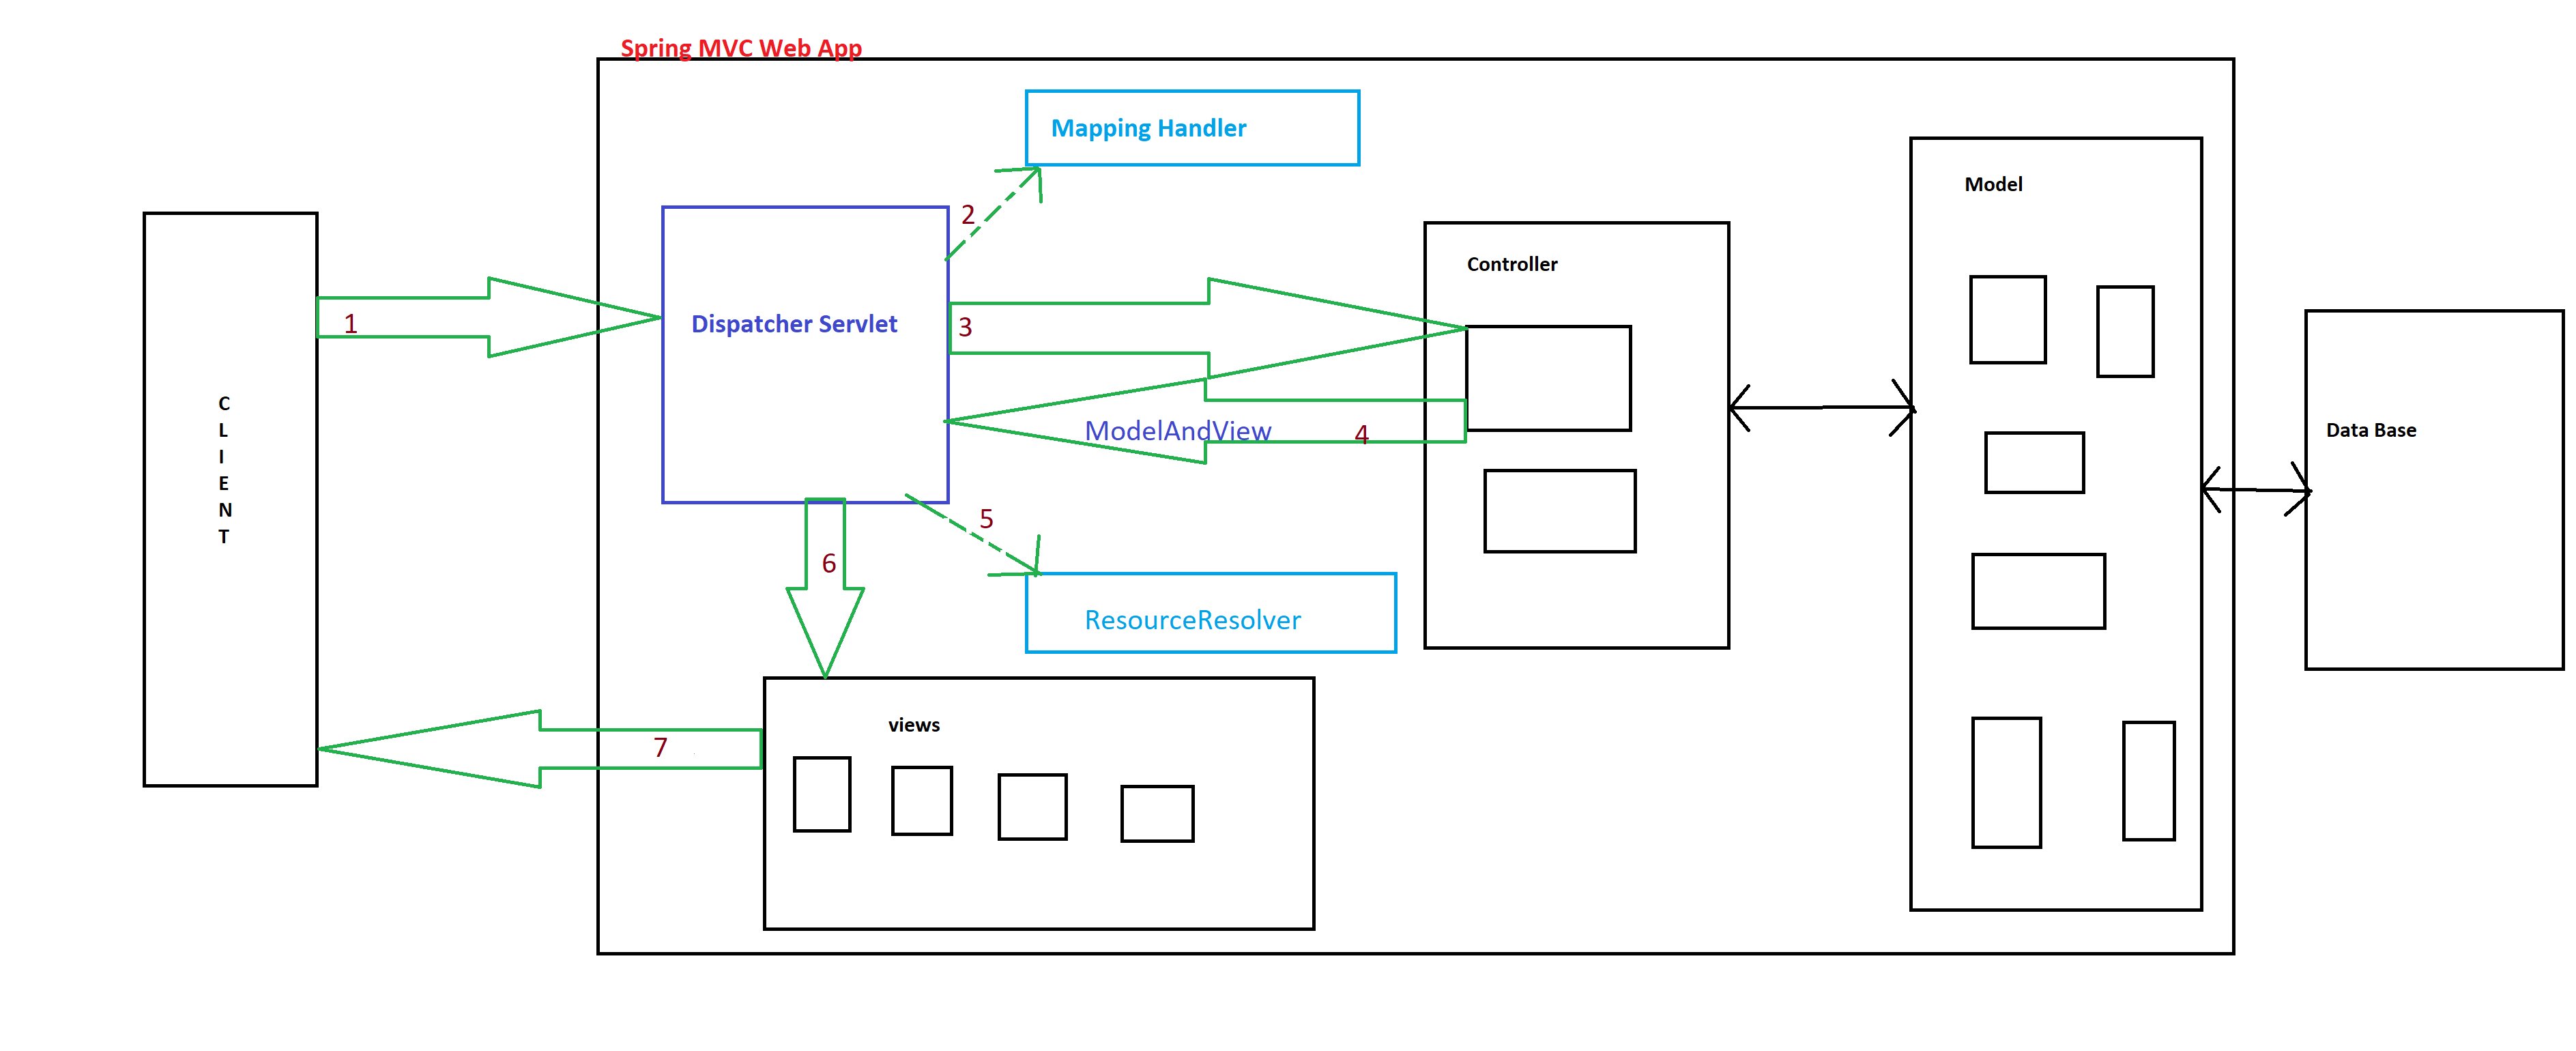 Spring MVC Web App
Mapping Handler
Model
2
Controller
1
Dispatcher Servlet
3
C
L
I
E
N
T
ModelAndView
4
Data Base
5
6
ResourceResolver
views
7